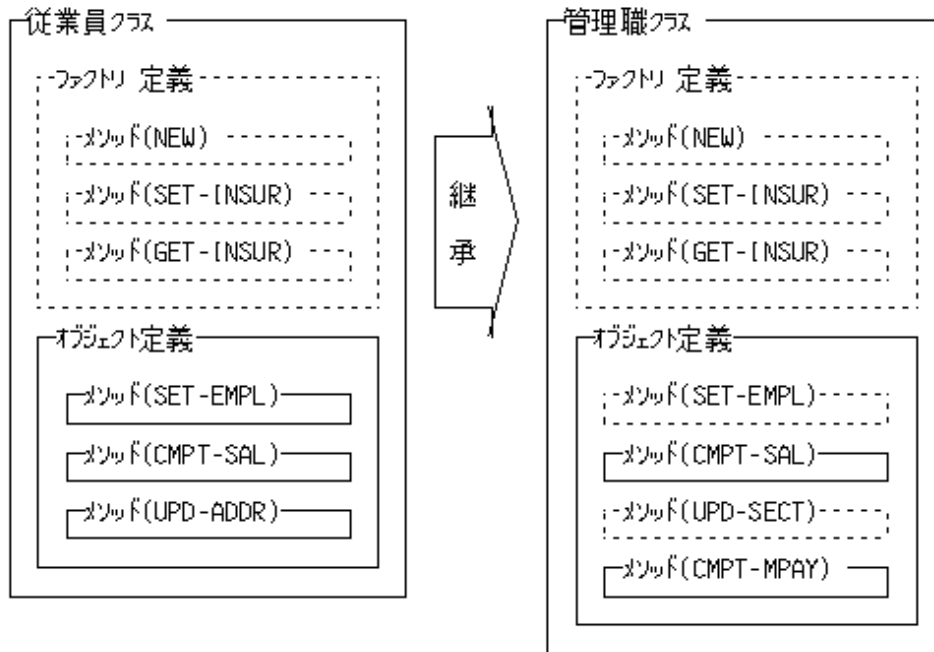 従業員クラス
ファクトリ 定義
メソッド(NEW)
メソッド(SET-INSUR)
メソッド(GET-INSUR)
オブジェクト定義
メソッド(SET-EMPL)
メソッド(CMPT-SAL)
メソッド(UPD-ADDR)
継
承
管理職クラス
ファクトリ 定義
メソッド(NEW)
メソッド(SET-INSUR)
メソッド(GET-INSUR)
オブジェクト定義
メソッド(SET-EMPL)
メソッド(CMPT-SAL)
メソッド(UPD-SECT)
メソッド(CMPT-MPAY)